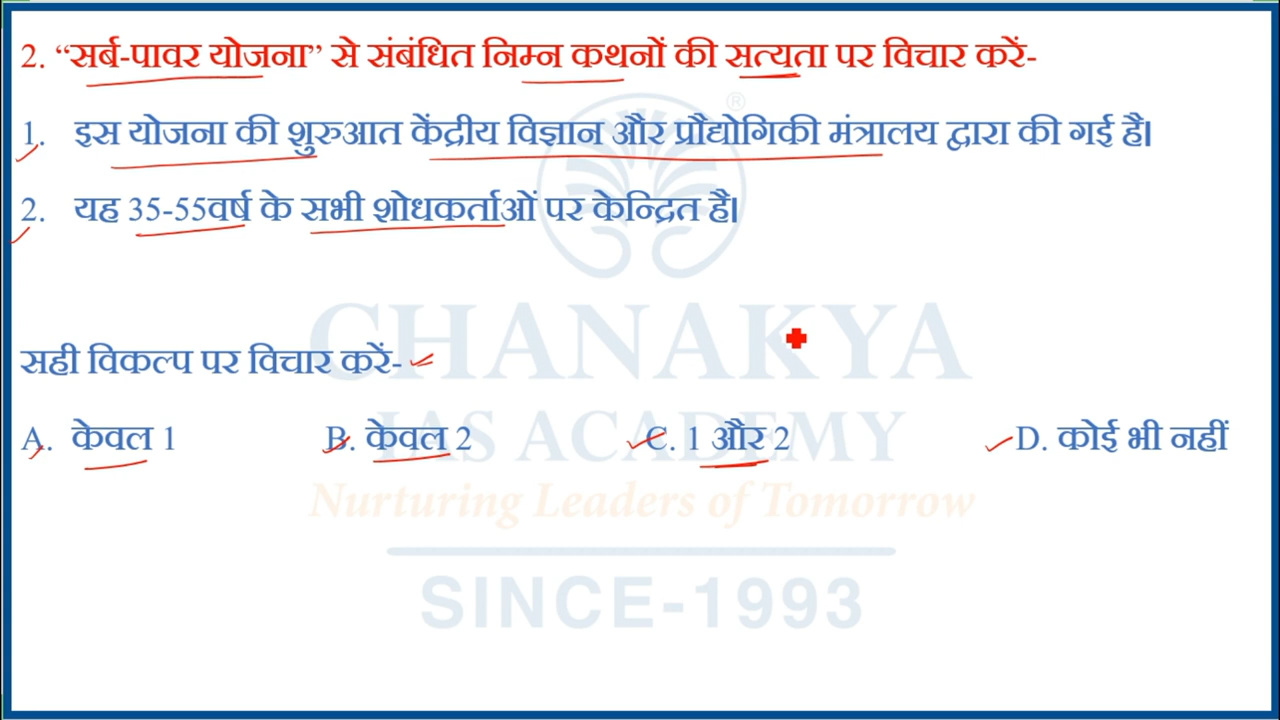 2. “सर्ब-पावर योजना” से संबंधित निम्न कथनों की सत्यता पर विचार करें-
1. इस योजना की शुरुआत केंद्रीय विज्ञान और प्रौद्योगिकी मंत्रालय द्वारा की गई है।
2. यह 35-55वर्ष के सभी शोधकर्ताओं पर केन्द्रित है।
सही विकल्प पर विचार करें-
A. केवल 1 B. केवल 2 C. 1 और 2 D. कोई भी नहीं
®
CHANAKYA
IAS ACADEMY
Nurturing Leaders of Tomorrow
SINCE-1993